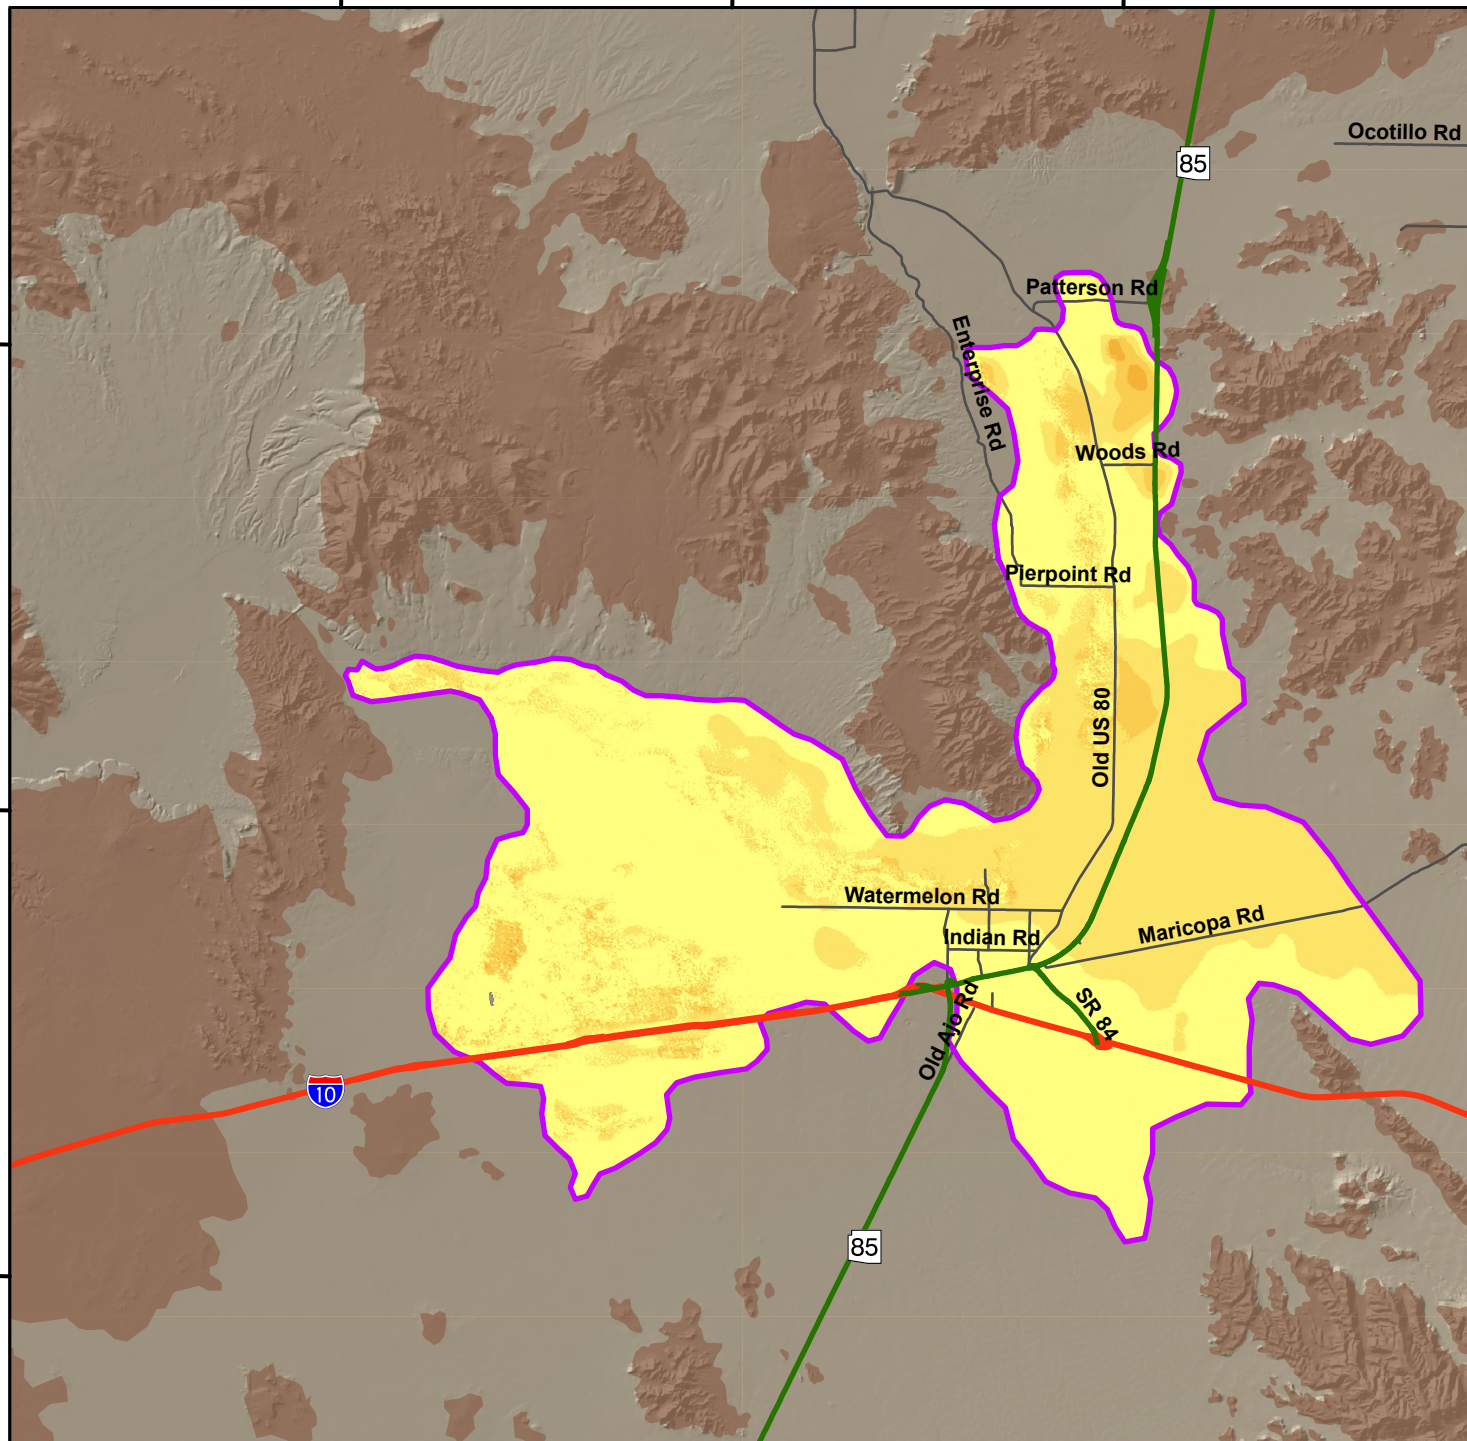 Ocotillo Rd
85
Patterson Rd
Enterprise Rd
Woods Rd
Pierpoint Rd
Old US 80
Watermelon Rd
Indian Rd
Maricopa Rd
SR 84
Old Ajo Rd
10
85